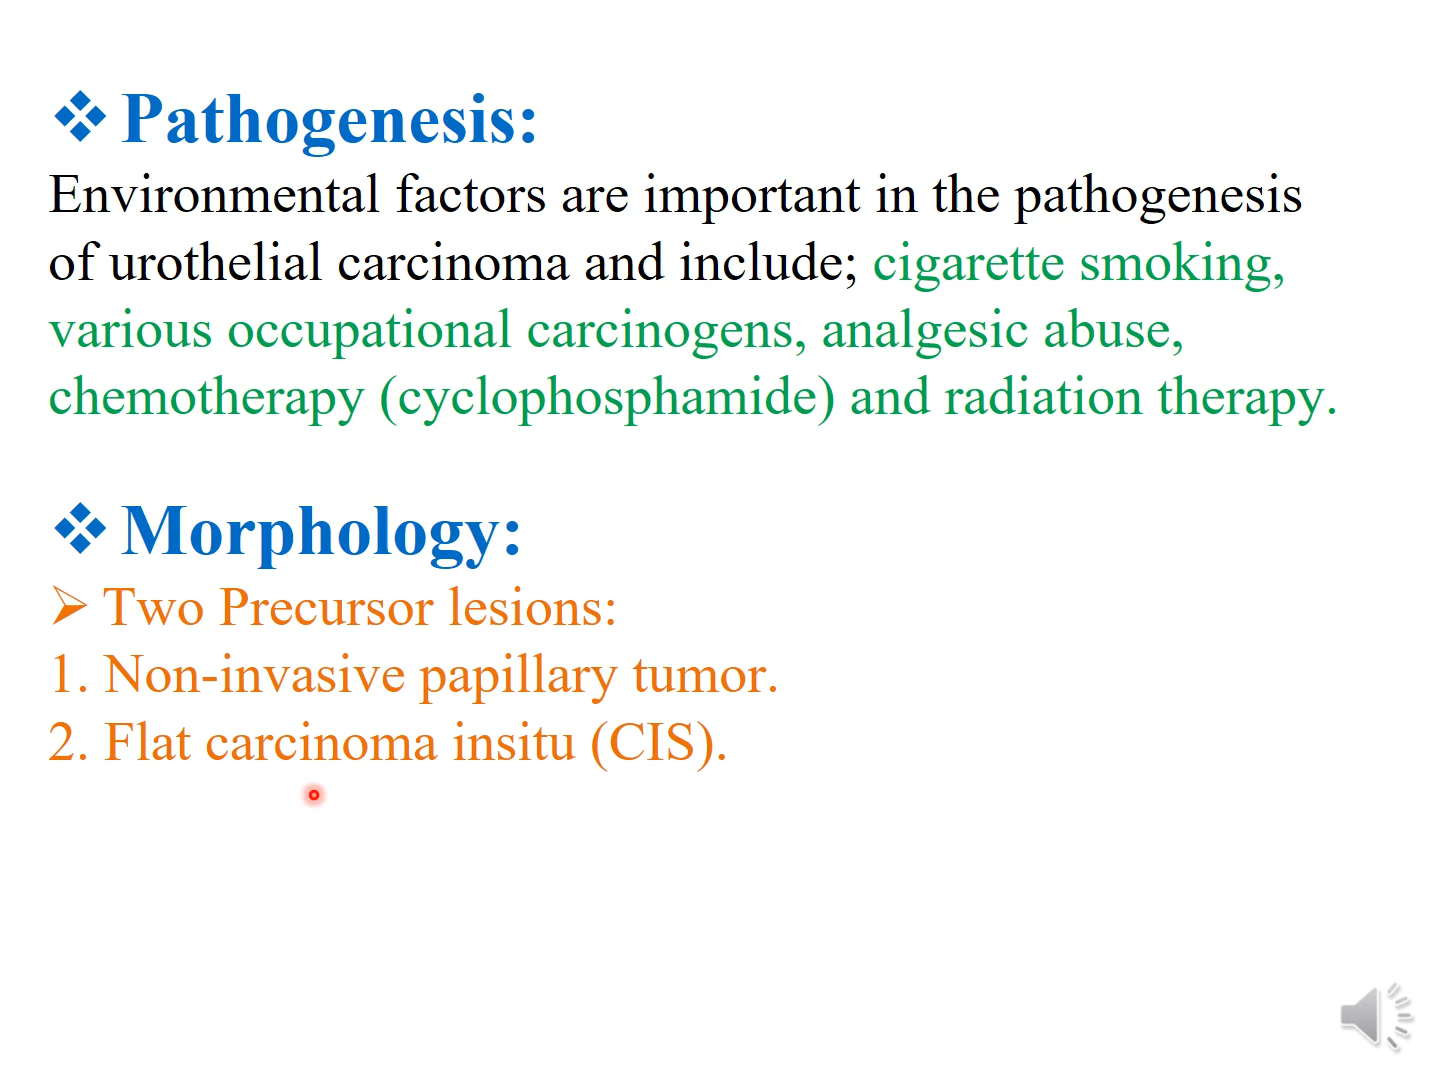 ❖ Pathogenesis:
Environmental factors are important in the pathogenesis
of urothelial carcinoma and include; cigarette smoking,
various occupational carcinogens, analgesic abuse,
chemotherapy (cyclophosphamide) and radiation therapy.
❖ Morphology:
➢ Two Precursor lesions:
1. Non-invasive papillary tumor.
2. Flat carcinoma insitu (CIS).